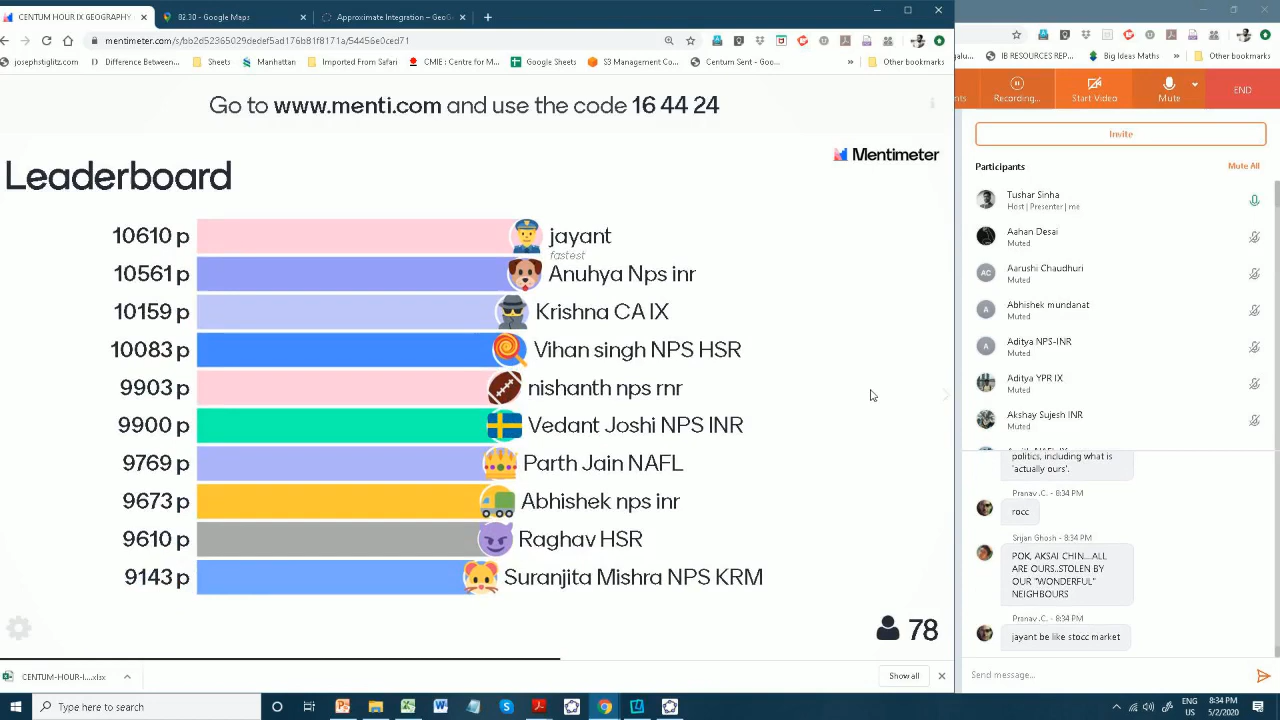 CENTUM HOUR IX GEOGRAPHY
82.30 - Google Maps
Approximate Integration – GeoG
mentimeter.com/s/bb2d52365029dedef5ad176b81f8171a/54456e0ced71
josephstiglitz.com
Difference Between...
Sheets
Manhattan
Imported From Safari
CMIE : Centre for M...
Google Sheets
S3 Management Co...
Centum Sent - Goo...
»
Other bookmarks
IB RESOURCES REP...
Big Ideas Maths
»
Other bookmarks
Go to www.menti.com and use the code 16 44 24
Mentimeter
Leaderboard
10610 p jayant
fastest
10561 p Anuhya Nps inr
10159 p Krishna CA IX
10083 p Vihan singh NPS HSR
9903 p nishanth nps rnr
9900 p Vedant Joshi NPS INR
9769 p Parth Jain NAFL
9673 p Abhishek nps inr
9610 p Raghav HSR
9143 p Suranjita Mishra NPS KRM
78
Recording...
Start Video
Mute
END
Invite
Participants
Mute All
Tushar Sinha
Host | Presenter | me
Aahan Desai
Muted
AC
Aarushi Chaudhuri
Muted
A
Abhishek mundanat
Muted
A
Aditya NPS-INR
Muted
Aditya YPR IX
Muted
Akshay Sujesh INR
Muted
politics, including what is
'actually ours'.
Pranav .C. - 8:34 PM
rocc
Srijan Ghosh - 8:34 PM
POK, AKSAI CHIN....ALL
ARE OURS..STOLEN BY
OUR "WONDERFUL"
NEIGHBOURS
Pranav .C. - 8:34 PM
jayant be like stocc market
Send message...
CENTUM-HOUR-I....xlsx
Show all
Type here to search
ENG
US
8:34 PM
5/2/2020